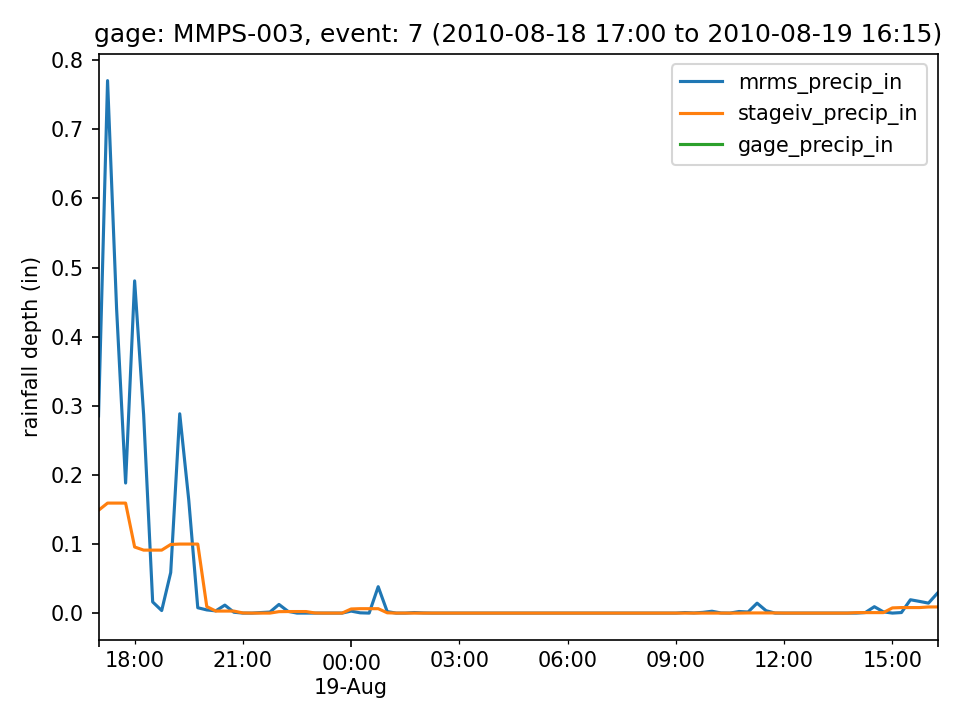 gage: MMPS-003, event: 7 (2010-08-18 17:00 to 2010-08-19 16:15)
mrms_precip_in
stageiv_precip_in
gage_precip_in
rainfall depth (in)
0.8
0.7
0.6
0.5
0.4
0.3
0.2
0.1
0.0
18:00 21:00 00:00 03:00 06:00 09:00 12:00 15:00
19-Aug